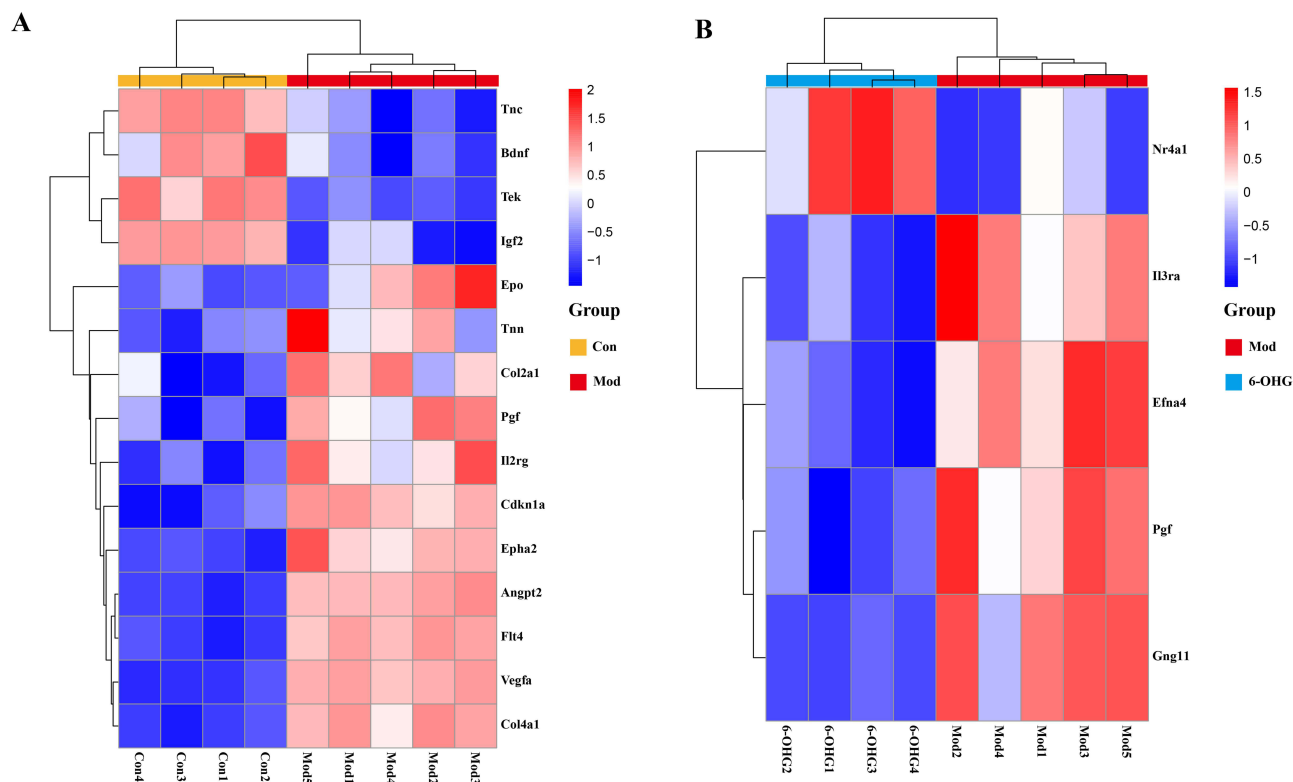 A
Tnc
Bdnf
Tek
Igf2
Epo
Tnn
Col2a1
Pgf
Il2rg
Cdkn1a
Epha2
Angpt2
Flt4
Vegfa
Col4a1
Con4
Con3
Con1
Con2
Mod5
Mod1
Mod4
Mod2
Mod3
2
1.5
1
0.5
0
−0.5
−1
Group
Con
Mod
B
Nr4a1
Il3ra
Efna4
Pgf
Gng11
6-OHG2
6-OHG1
6-OHG3
6-OHG4
Mod2
Mod4
Mod1
Mod3
Mod5
1.5
1
0.5
0
−0.5
−1
Group
Mod
6-OHG